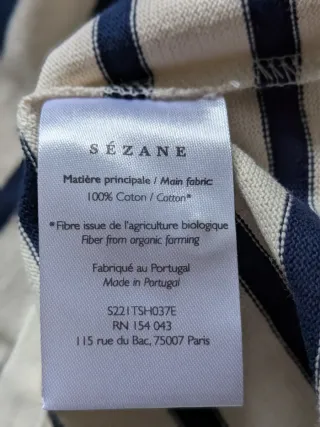 SÉZANE
Matière principale / Main fabric:
100% Coton / Cotton*
*Fibre issue de l'agriculture biologique
Fiber from organic farming
Fabriqué au Portugal
Made in Portugal
S221TSH037E
RN 154 043
115 rue du Bac, 75007 Paris